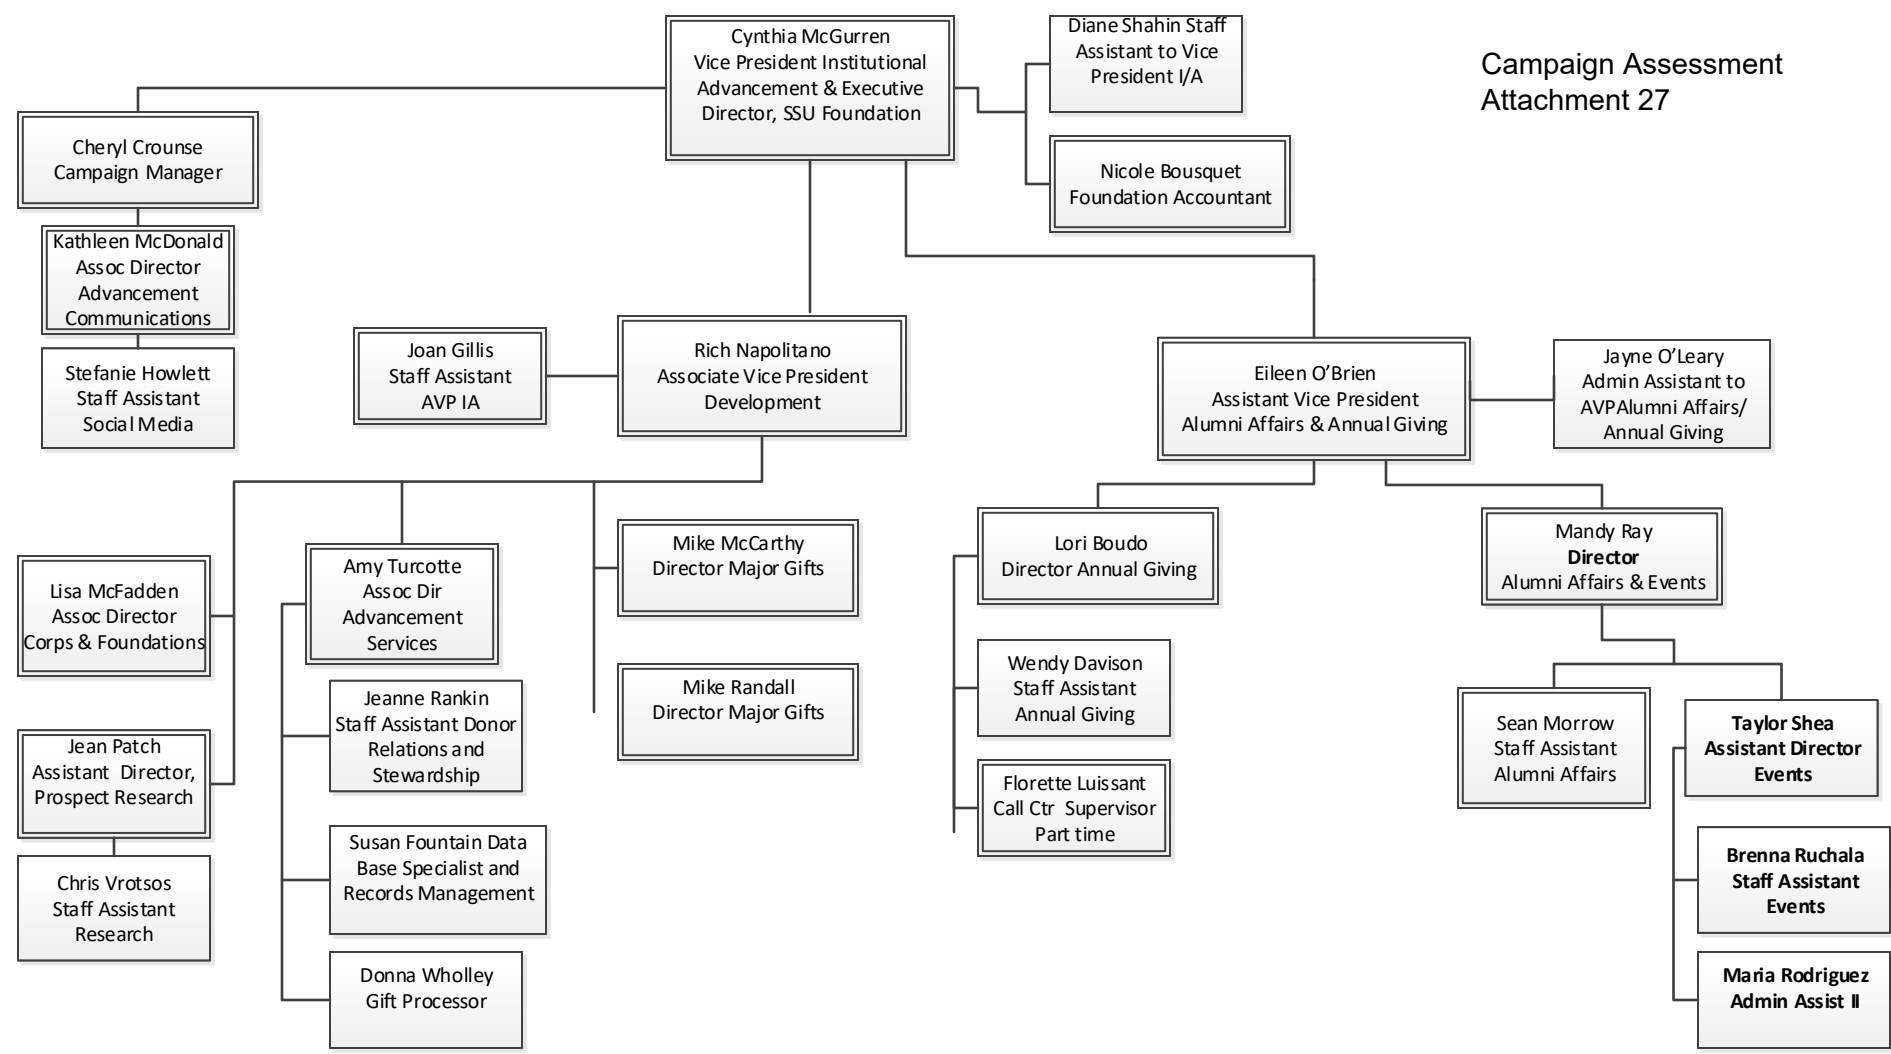 Cynthia McGurren
Vice President Institutional
Advancement & Executive
Director, SSU Foundation
Diane Shahin Staff
Assistant to Vice
President I/A
Campaign Assessment
Attachment 27
Nicole Bousquet
Foundation Accountant
Cheryl Crounse
Campaign Manager
Kathleen McDonald
Assoc Director
Advancement
Communications
Stefanie Howlett
Staff Assistant
Social Media
Joan Gillis
Staff Assistant
AVP IA
Rich Napolitano
Associate Vice President
Development
Eileen O’Brien
Assistant Vice President
Alumni Affairs & Annual Giving
Jayne O’Leary
Admin Assistant to
AVPAlumni Affairs/
Annual Giving
Lisa McFadden
Assoc Director
Corps & Foundations
Jean Patch
Assistant  Director,
Prospect Research
Chris Vrotsos
Staff Assistant
Research
Amy Turcotte
Assoc Dir
Advancement
Services
Jeanne Rankin
Staff Assistant Donor
Relations and
Stewardship
Susan Fountain Data
Base Specialist and
Records Management
Donna Wholley
Gift Processor
Mike McCarthy
Director Major Gifts
Mike Randall
Director Major Gifts
Lori Boudo
Director Annual Giving
Wendy Davison
Staff Assistant
Annual Giving
Florette Luissant
Call Ctr  Supervisor
Part time
Mandy Ray
Director
Alumni Affairs & Events
Sean Morrow
Staff Assistant
Alumni Affairs
Taylor Shea
Assistant Director
Events
Brenna Ruchala
Staff Assistant
Events
Maria Rodriguez
Admin Assist II